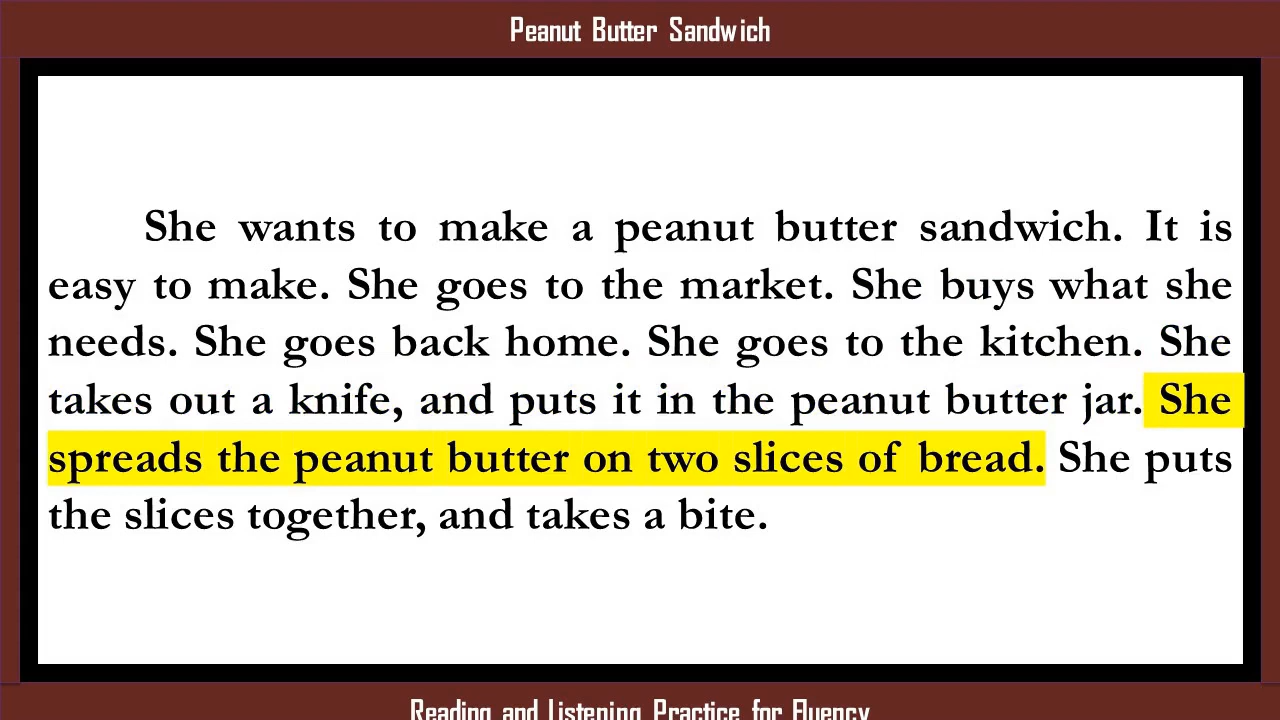 Peanut Butter Sandwich
She wants to make a peanut butter sandwich. It is
easy to make. She goes to the market. She buys what she
needs. She goes back home. She goes to the kitchen. She
takes out a knife, and puts it in the peanut butter jar. She
spreads the peanut butter on two slices of bread. She puts
the slices together, and takes a bite.
Reading and Listening Practice for Fluency